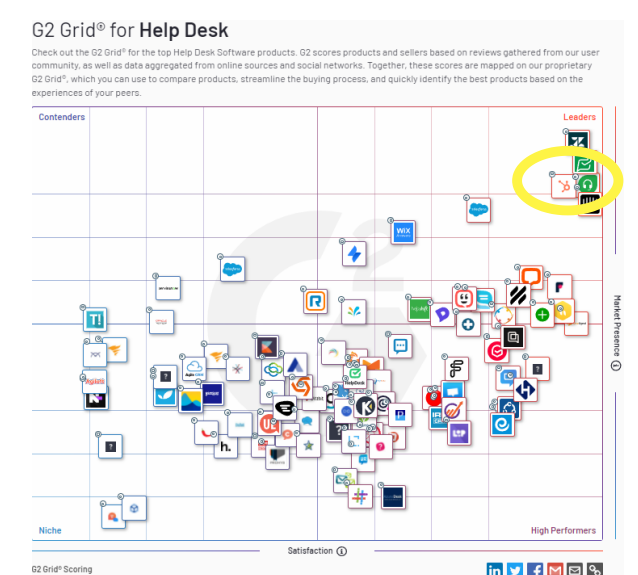 G2 Grid® for Help Desk
Check out the G2 Grid® for the top Help Desk Software products. G2 scores products and sellers based on reviews gathered from our user
community, as well as data aggregated from online sources and social networks. Together, these scores are mapped on our proprietary
G2 Grid®, which you can use to compare products, streamline the buying process, and quickly identify the best products based on the
experiences of your peers.
Contenders
Leaders
WiX
HelpDesk
Market Presence
Niche
High Performers
Satisfaction
G2 Grid® Scoring